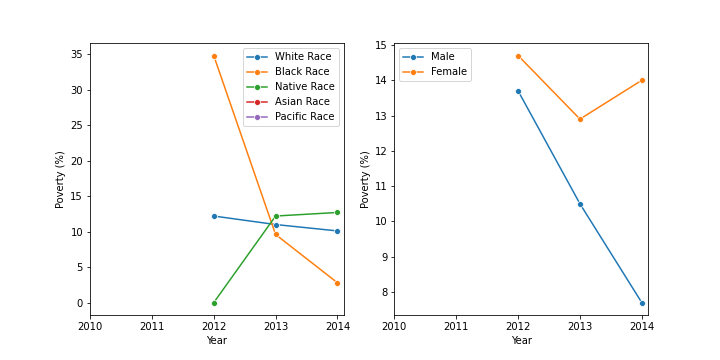 35
30
25
20
15
10
5
0
Poverty (%)
2010 2011 2012 2013 2014
Year
White Race
Black Race
Native Race
Asian Race
Pacific Race
15
14
13
12
11
10
9
8
Poverty (%)
2010 2011 2012 2013 2014
Year
Male
Female